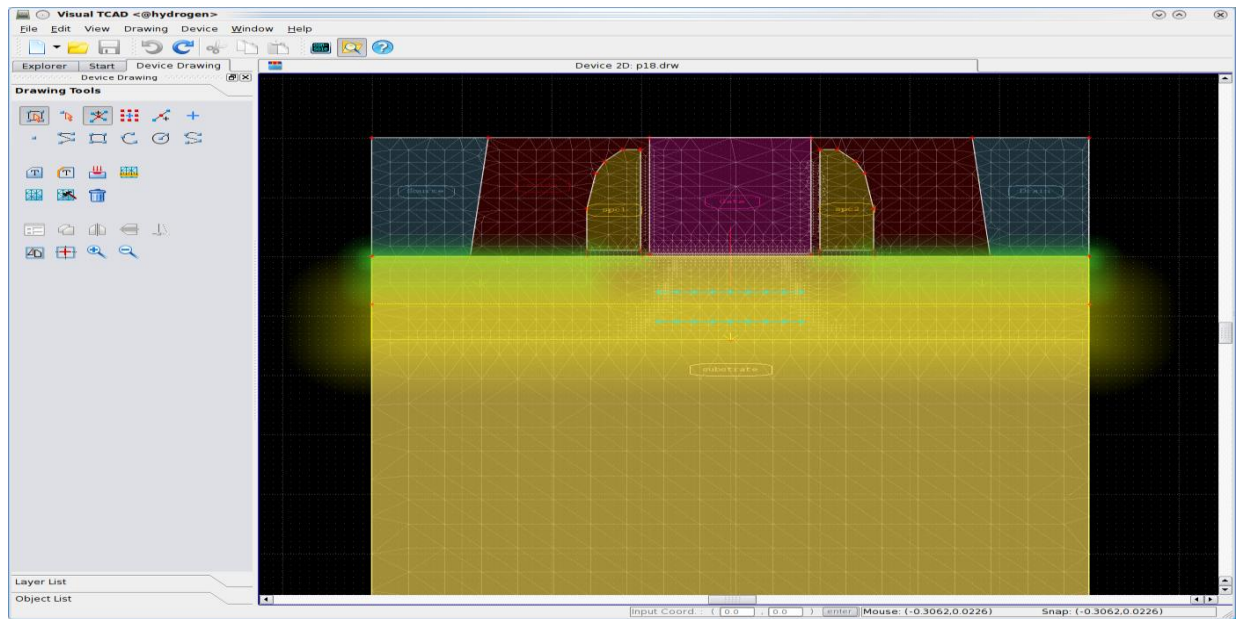 Visual TCAD <@hydrogen>
File Edit View Drawing Device Window Help
Explorer Start Device Drawing
Device 2D: p18.drw
Device Drawing
Drawing Tools
Source
spc1
Gate
spc2
Drain
substrate
Layer List
Object List
Input Coord. : ( 0.0 , 0.0 ) enter Mouse: (-0.3062,0.0226) Snap: (-0.3062,0.0226)